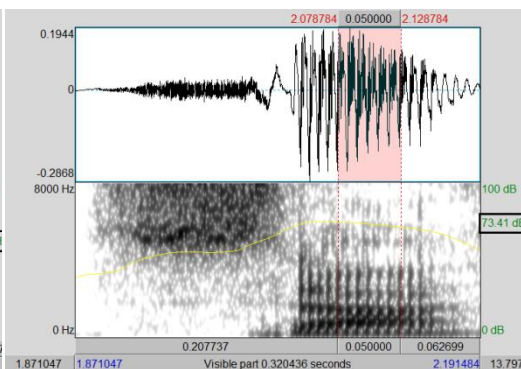 2.078784 0.050000 2.128784
0.1944
0
-0.2868
8000 Hz 100 dB
73.41 dB
0 Hz 0 dB
0.207737 0.050000 0.062699
1.871047 1.871047 Visible part 0.320436 seconds 2.191484 13.797